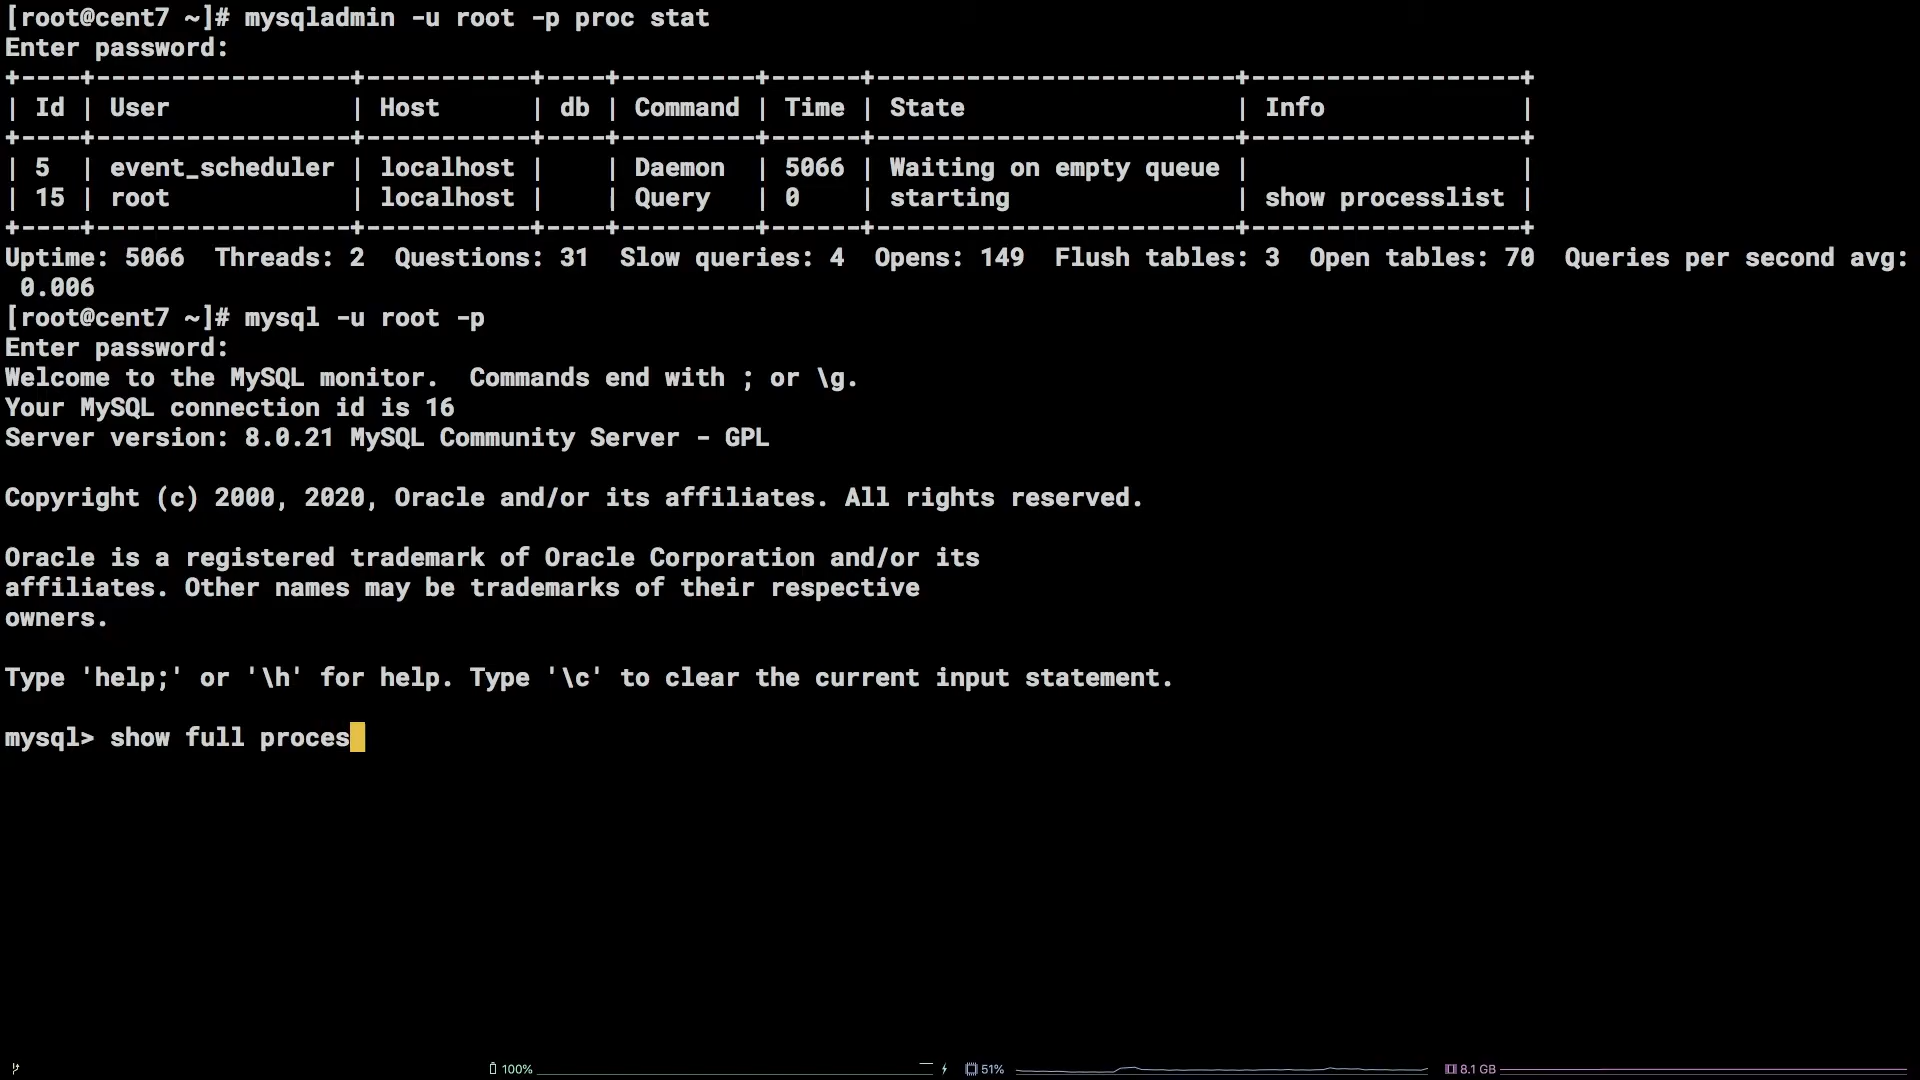 [root@cent7 ~]# mysqladmin -u root -p proc stat
Enter password:
+----+-----------------+-----------+----+---------+------+------------------------+------------------+
| Id | User            | Host      | db | Command | Time | State                  | Info             |
+----+-----------------+-----------+----+---------+------+------------------------+------------------+
| 5  | event_scheduler | localhost |    | Daemon  | 5066 | Waiting on empty queue |                  |
| 15 | root            | localhost |    | Query   | 0    | starting               | show processlist |
+----+-----------------+-----------+----+---------+------+------------------------+------------------+
Uptime: 5066  Threads: 2  Questions: 31  Slow queries: 4  Opens: 149  Flush tables: 3  Open tables: 70  Queries per second avg:
 0.006
[root@cent7 ~]# mysql -u root -p
Enter password:
Welcome to the MySQL monitor.  Commands end with ; or \g.
Your MySQL connection id is 16
Server version: 8.0.21 MySQL Community Server - GPL

Copyright (c) 2000, 2020, Oracle and/or its affiliates. All rights reserved.

Oracle is a registered trademark of Oracle Corporation and/or its
affiliates. Other names may be trademarks of their respective
owners.

Type 'help;' or '\h' for help. Type '\c' to clear the current input statement.

mysql> show full proces
100% 51% 8.1 GB